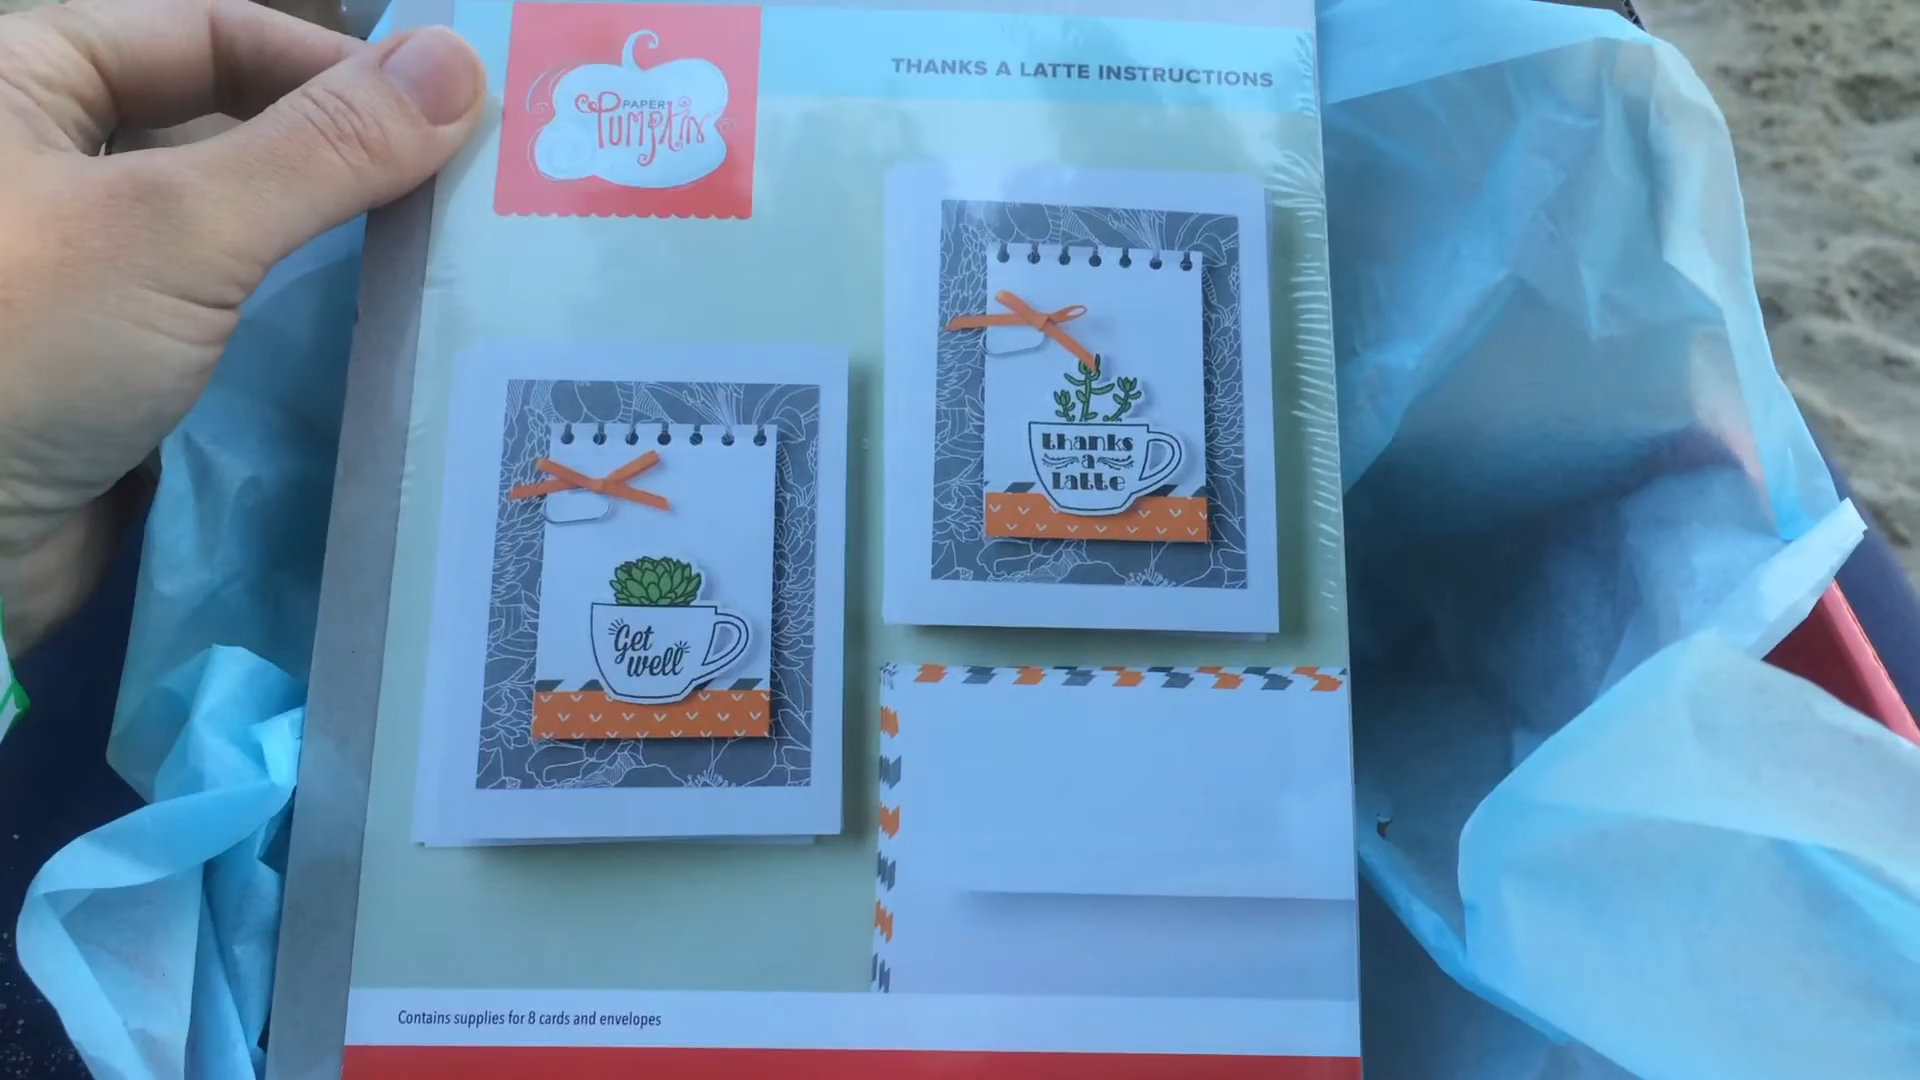 PAPER
Pumpkin
THANKS A LATTE INSTRUCTIONS
thanks
a
latte
Get
well
Contains supplies for 8 cards and envelopes